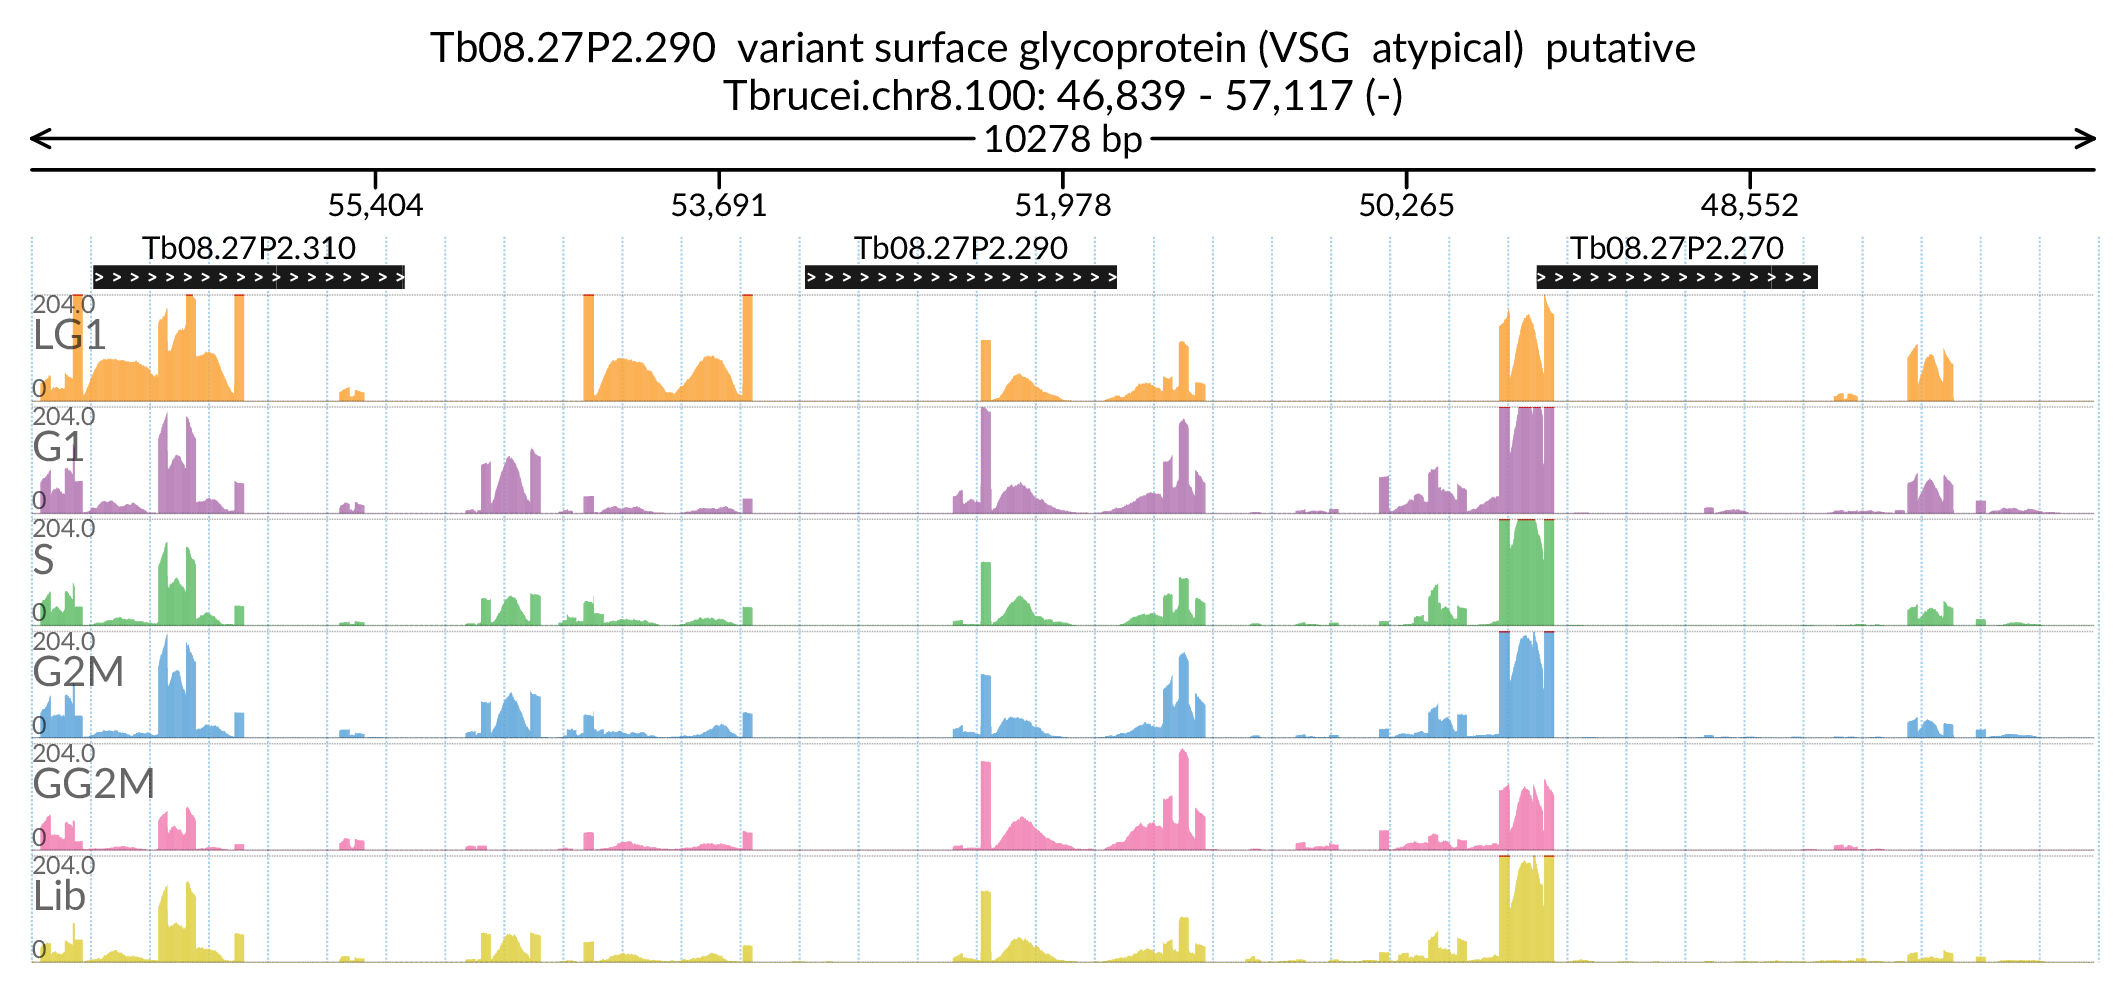 Tb08.27P2.290 variant surface glycoprotein (VSG atypical) putative
Tbrucei.chr8.100: 46,839 - 57,117 (-)
10278 bp
55,404 53,691 51,978 50,265 48,552
Tb08.27P2.310 Tb08.27P2.290 Tb08.27P2.270
204.0
LG1
0
204.0
G1
0
204.0
S
0
204.0
G2M
0
204.0
GG2M
0
204.0
Lib
0